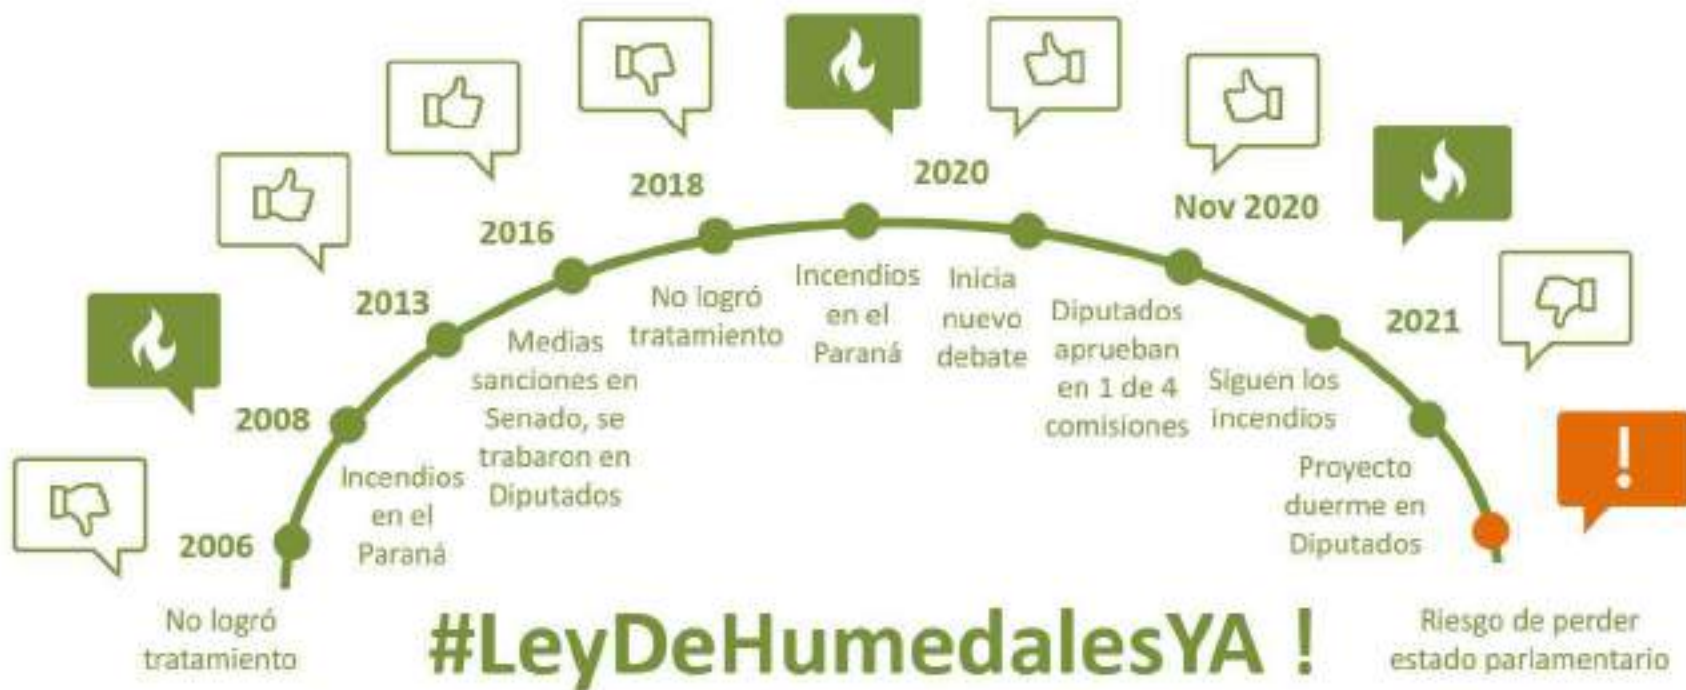 2006
No logró
tratamiento
2008
Incendios
en el
Paraná
2013
2016
Medias
sanciones en
Senado, se
trabaron en
Diputados
2018
No logró
tratamiento
2020
Incendios
en el
Paraná
Inicia
nuevo
debate
Nov 2020
Diputados
aprueban
en 1 de 4
comisiones
Siguen los
incendios
2021
Proyecto
duerme en
Diputados
!
Riesgo de perder
estado parlamentario
#LeyDeHumedalesYA !